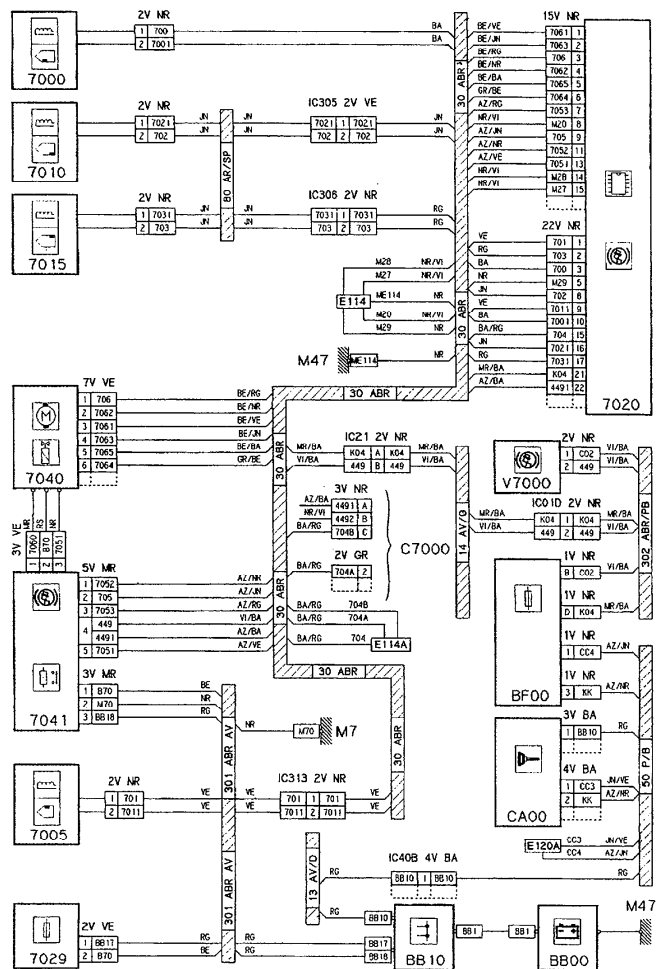 2V NR
1 700
2 7001
BA
BA
7000
2V NR
1 7021
2 702
JN
JN
80 AR/SP
JN
JN
IC305 2V VE
7021 1 7021
702 2 702
JN
JN
7010
2V NR
1 7031
2 703
JN
JN
JN
JN
IC306 2V NR
7031 1 7031
703 2 703
RG
RG
7015
30 ABR
15V NR
BE/VE 7061 1
BE/JN 7063 2
BE/RG 706 3
BE/NR 7062 4
BE/BA 7065 5
GR/BE 7064 6
AZ/RG 7053 7
NR/VI M20 8
AZ/JN 705 9
AZ/NR 7052 11
AZ/VE 7051 13
NR/VI M28 14
NR/VI M27 15
22V NR
VE 701 1
RG 703 2
BA 700 3
NR M29 5
JN 702 8
VE 7011 9
BA 7001 10
BA/RG 704 15
JN 7021 16
RG 7031 17
MR/BA K04 21
AZ/BA 4491 22
7020
M28 NR/VI
M27 NR/VI
E114
ME114 NR
M20 NR/VI
M29 NR
30 ABR
M47
ME114
NR
30 ABR
7V VE
1 706 BE/RG
2 7062 BE/NR
3 7061 BE/VE
4 7063 BE/JN
5 7065 BE/BA
6 7064 GR/BE
7040
30 ABR
IC21 2V NR
MR/BA K04 A K04 MR/BA
VI/BA 449 B 449 VI/BA
3V NR
AZ/BA 4491 A
NR/VI 4492 B
BA/RG 704B C
2V GR
BA/RG 704A 2
C7000
14 AV/G
2V NR
1 C02 VI/BA
2 449 VI/BA
V7000
IC01D 2V NR
MR/BA K04 1 K04 MR/BA
VI/BA 449 2 449 VI/BA
302 ABR/PB
3V VE
MR RS NR
7060 870 7051
1 2 3
5V MR
1 7052 AZ/NR
2 705 AZ/JN
3 7053 AZ/RG
449 VI/BA
4
4491 AZ/BA
5 7051 AZ/VE
30 ABR
BA/RG 704B
BA/RG 704A
BA/RG 704
E114A
3V MR
1 B70 BE
2 M70 NR
3 BB18 RG
7041
30 ABR
301 ABR AV
NR
M70
M7
30 ABR
1V NR
B C02 VI/BA
1V NR
D K04 MR/BA
1V NR
1 CC4 AZ/JN
1V NR
3 KK AZ/NR
BF00
3V BA
1 BB10 RG
4V BA
1 CC3 JN/VE
2 KK AZ/NR
CA00
50 P/B
E120A
CC3 JN/VE
CC4 AZ/JN
7005
2V NR
1 701 VE
2 7011 VE
IC313 2V NR
VE 701 1 701 VE
VE 7011 2 7011 VE
301 ABR AV
13 AV/D
IC40B 4V BA
RG BB10 1 BB10 RG
RG BB10
M47
7029
2V VE
1 BB17 RG
2 B70 BE
RG BB17
RG BB18
BB10
BB1
BB1
BB00